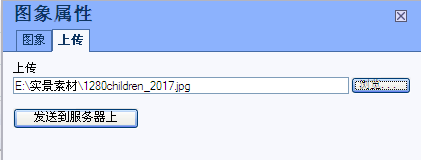 图象属性
图象 上传
上传
E:\实景素材\1280children_2017.jpg 浏览...
发送到服务器上